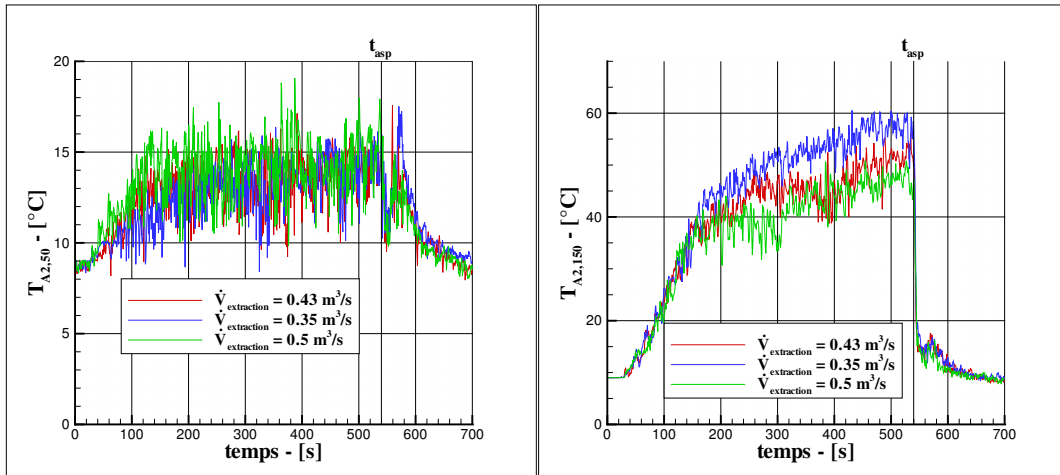 t_asp
20
15
10
5
0
T_A2,50 - [°C]
V̇_extraction = 0.43 m³/s
V̇_extraction = 0.35 m³/s
V̇_extraction = 0.5 m³/s
0 100 200 300 400 500 600 700
temps - [s]
t_asp
60
40
20
0
T_A2,150 - [°C]
V̇_extraction = 0.43 m³/s
V̇_extraction = 0.35 m³/s
V̇_extraction = 0.5 m³/s
0 100 200 300 400 500 600 700
temps - [s]